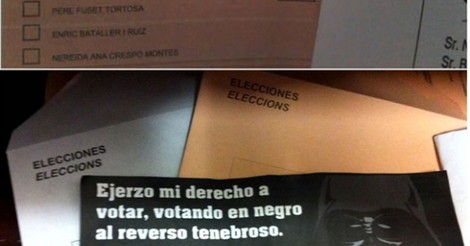 PERE FUSET TORTOSA
ENRIC BATALLER I RUIZ
NEREIDA ANA CRESPO MONTES
Sr.
Sr.
ELECCIONES
ELECCIONS
ELECCIONES
ELECCIONS
Ejerzo mi derecho a
votar, votando en negro
al reverso tenebroso.